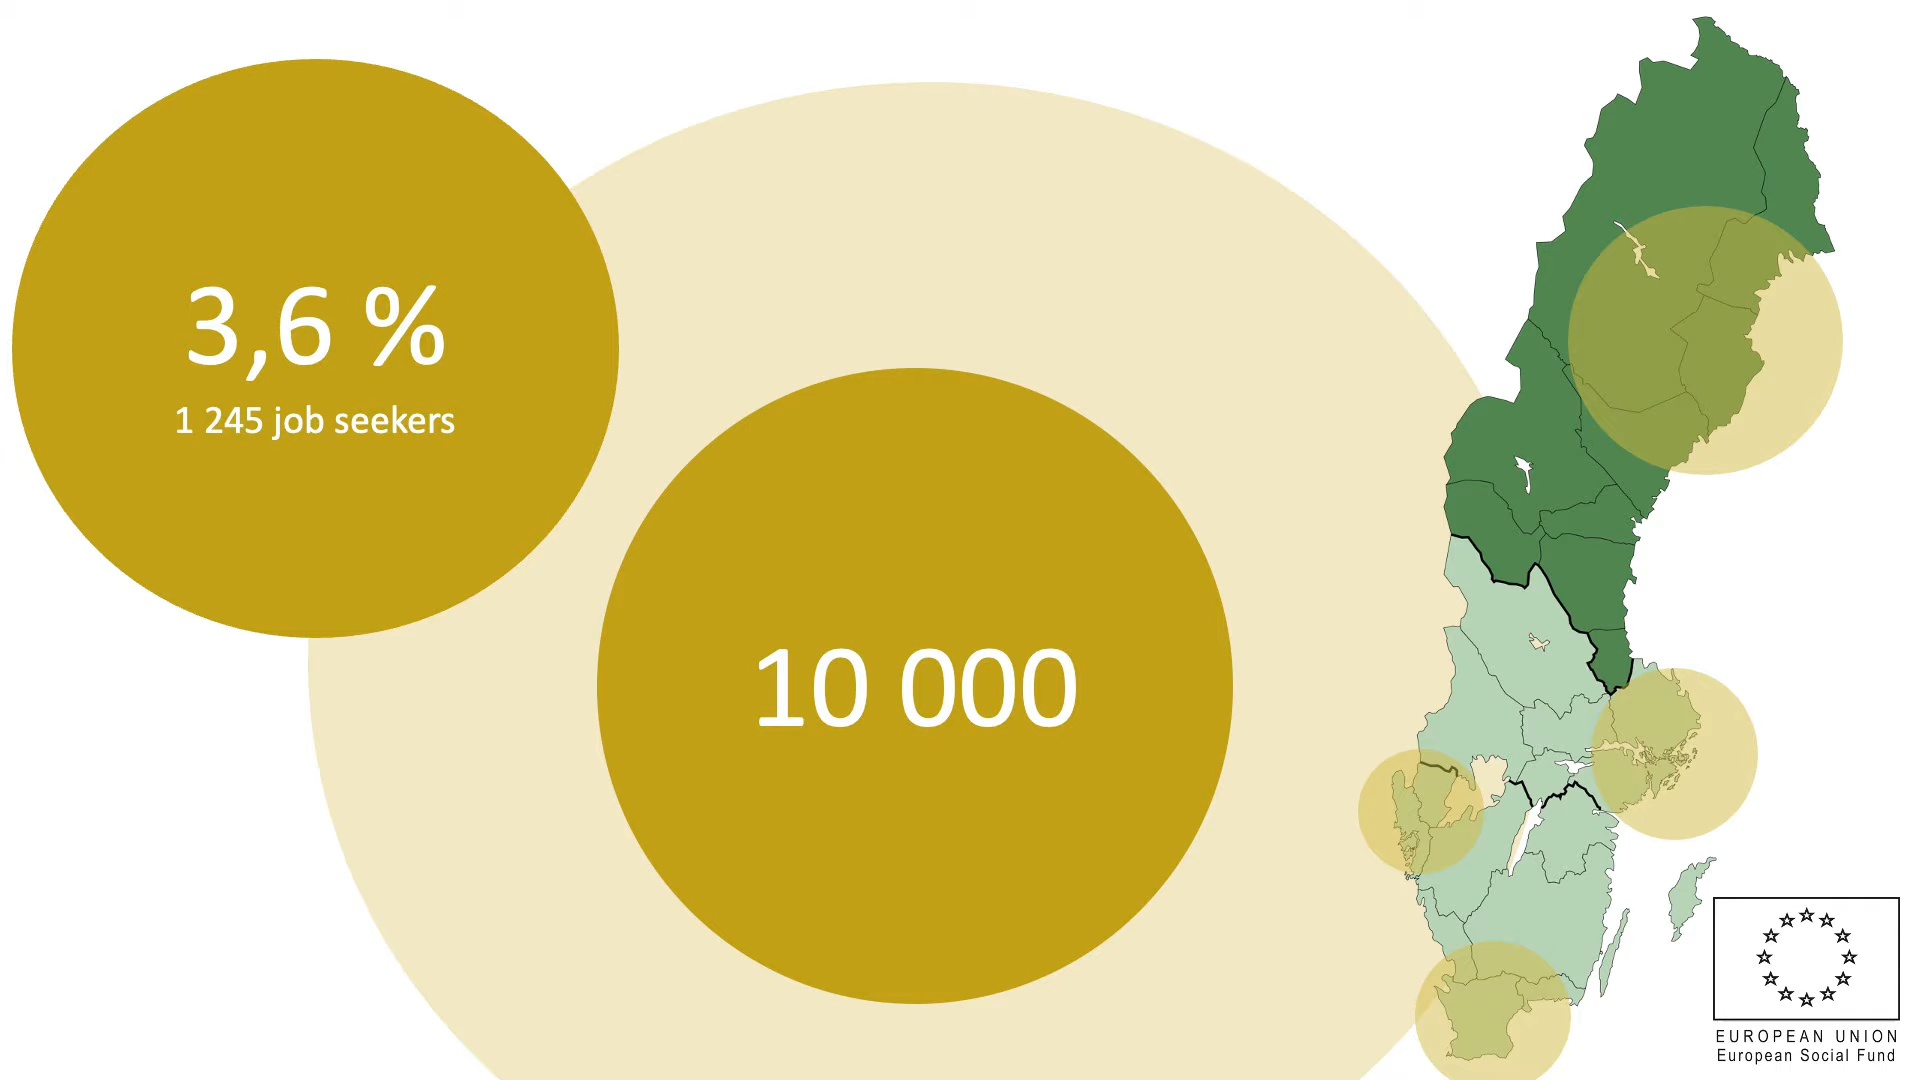 3,6 %
1 245 job seekers
10 000
EUROPEAN UNION
European Social Fund